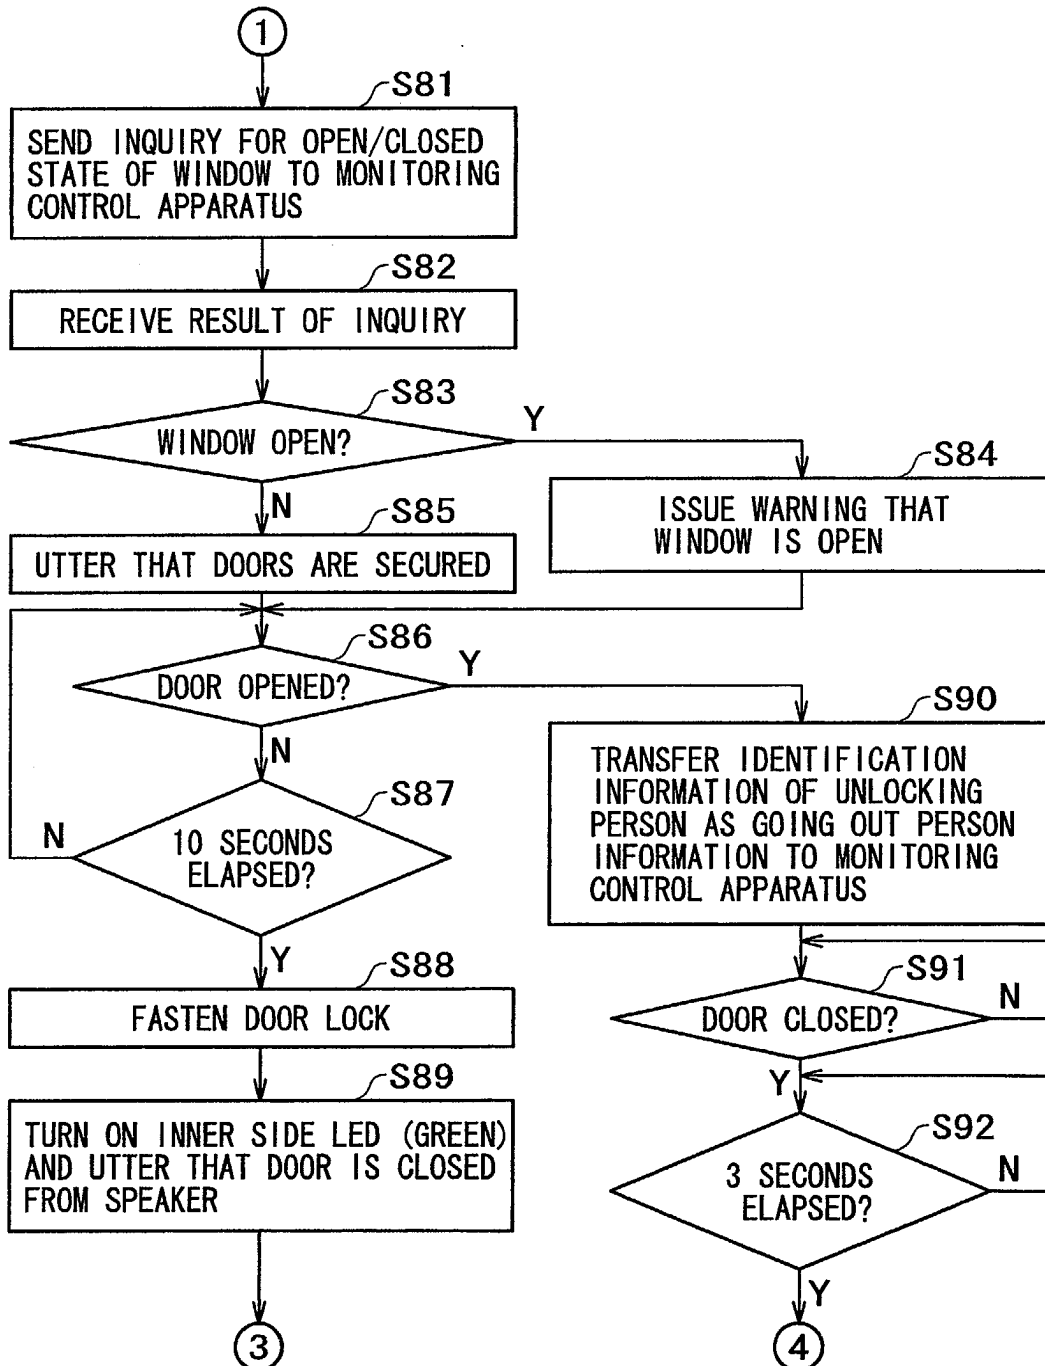 1
S81
SEND INQUIRY FOR OPEN/CLOSED
STATE OF WINDOW TO MONITORING
CONTROL APPARATUS
S82
RECEIVE RESULT OF INQUIRY
S83
WINDOW OPEN?
Y
N
S84
ISSUE WARNING THAT
WINDOW IS OPEN
S85
UTTER THAT DOORS ARE SECURED
S86
DOOR OPENED?
Y
N
S87
10 SECONDS
ELAPSED?
N
Y
S88
FASTEN DOOR LOCK
S89
TURN ON INNER SIDE LED (GREEN)
AND UTTER THAT DOOR IS CLOSED
FROM SPEAKER
3
S90
TRANSFER IDENTIFICATION
INFORMATION OF UNLOCKING
PERSON AS GOING OUT PERSON
INFORMATION TO MONITORING
CONTROL APPARATUS
S91
DOOR CLOSED?
N
Y
S92
3 SECONDS
ELAPSED?
N
Y
4